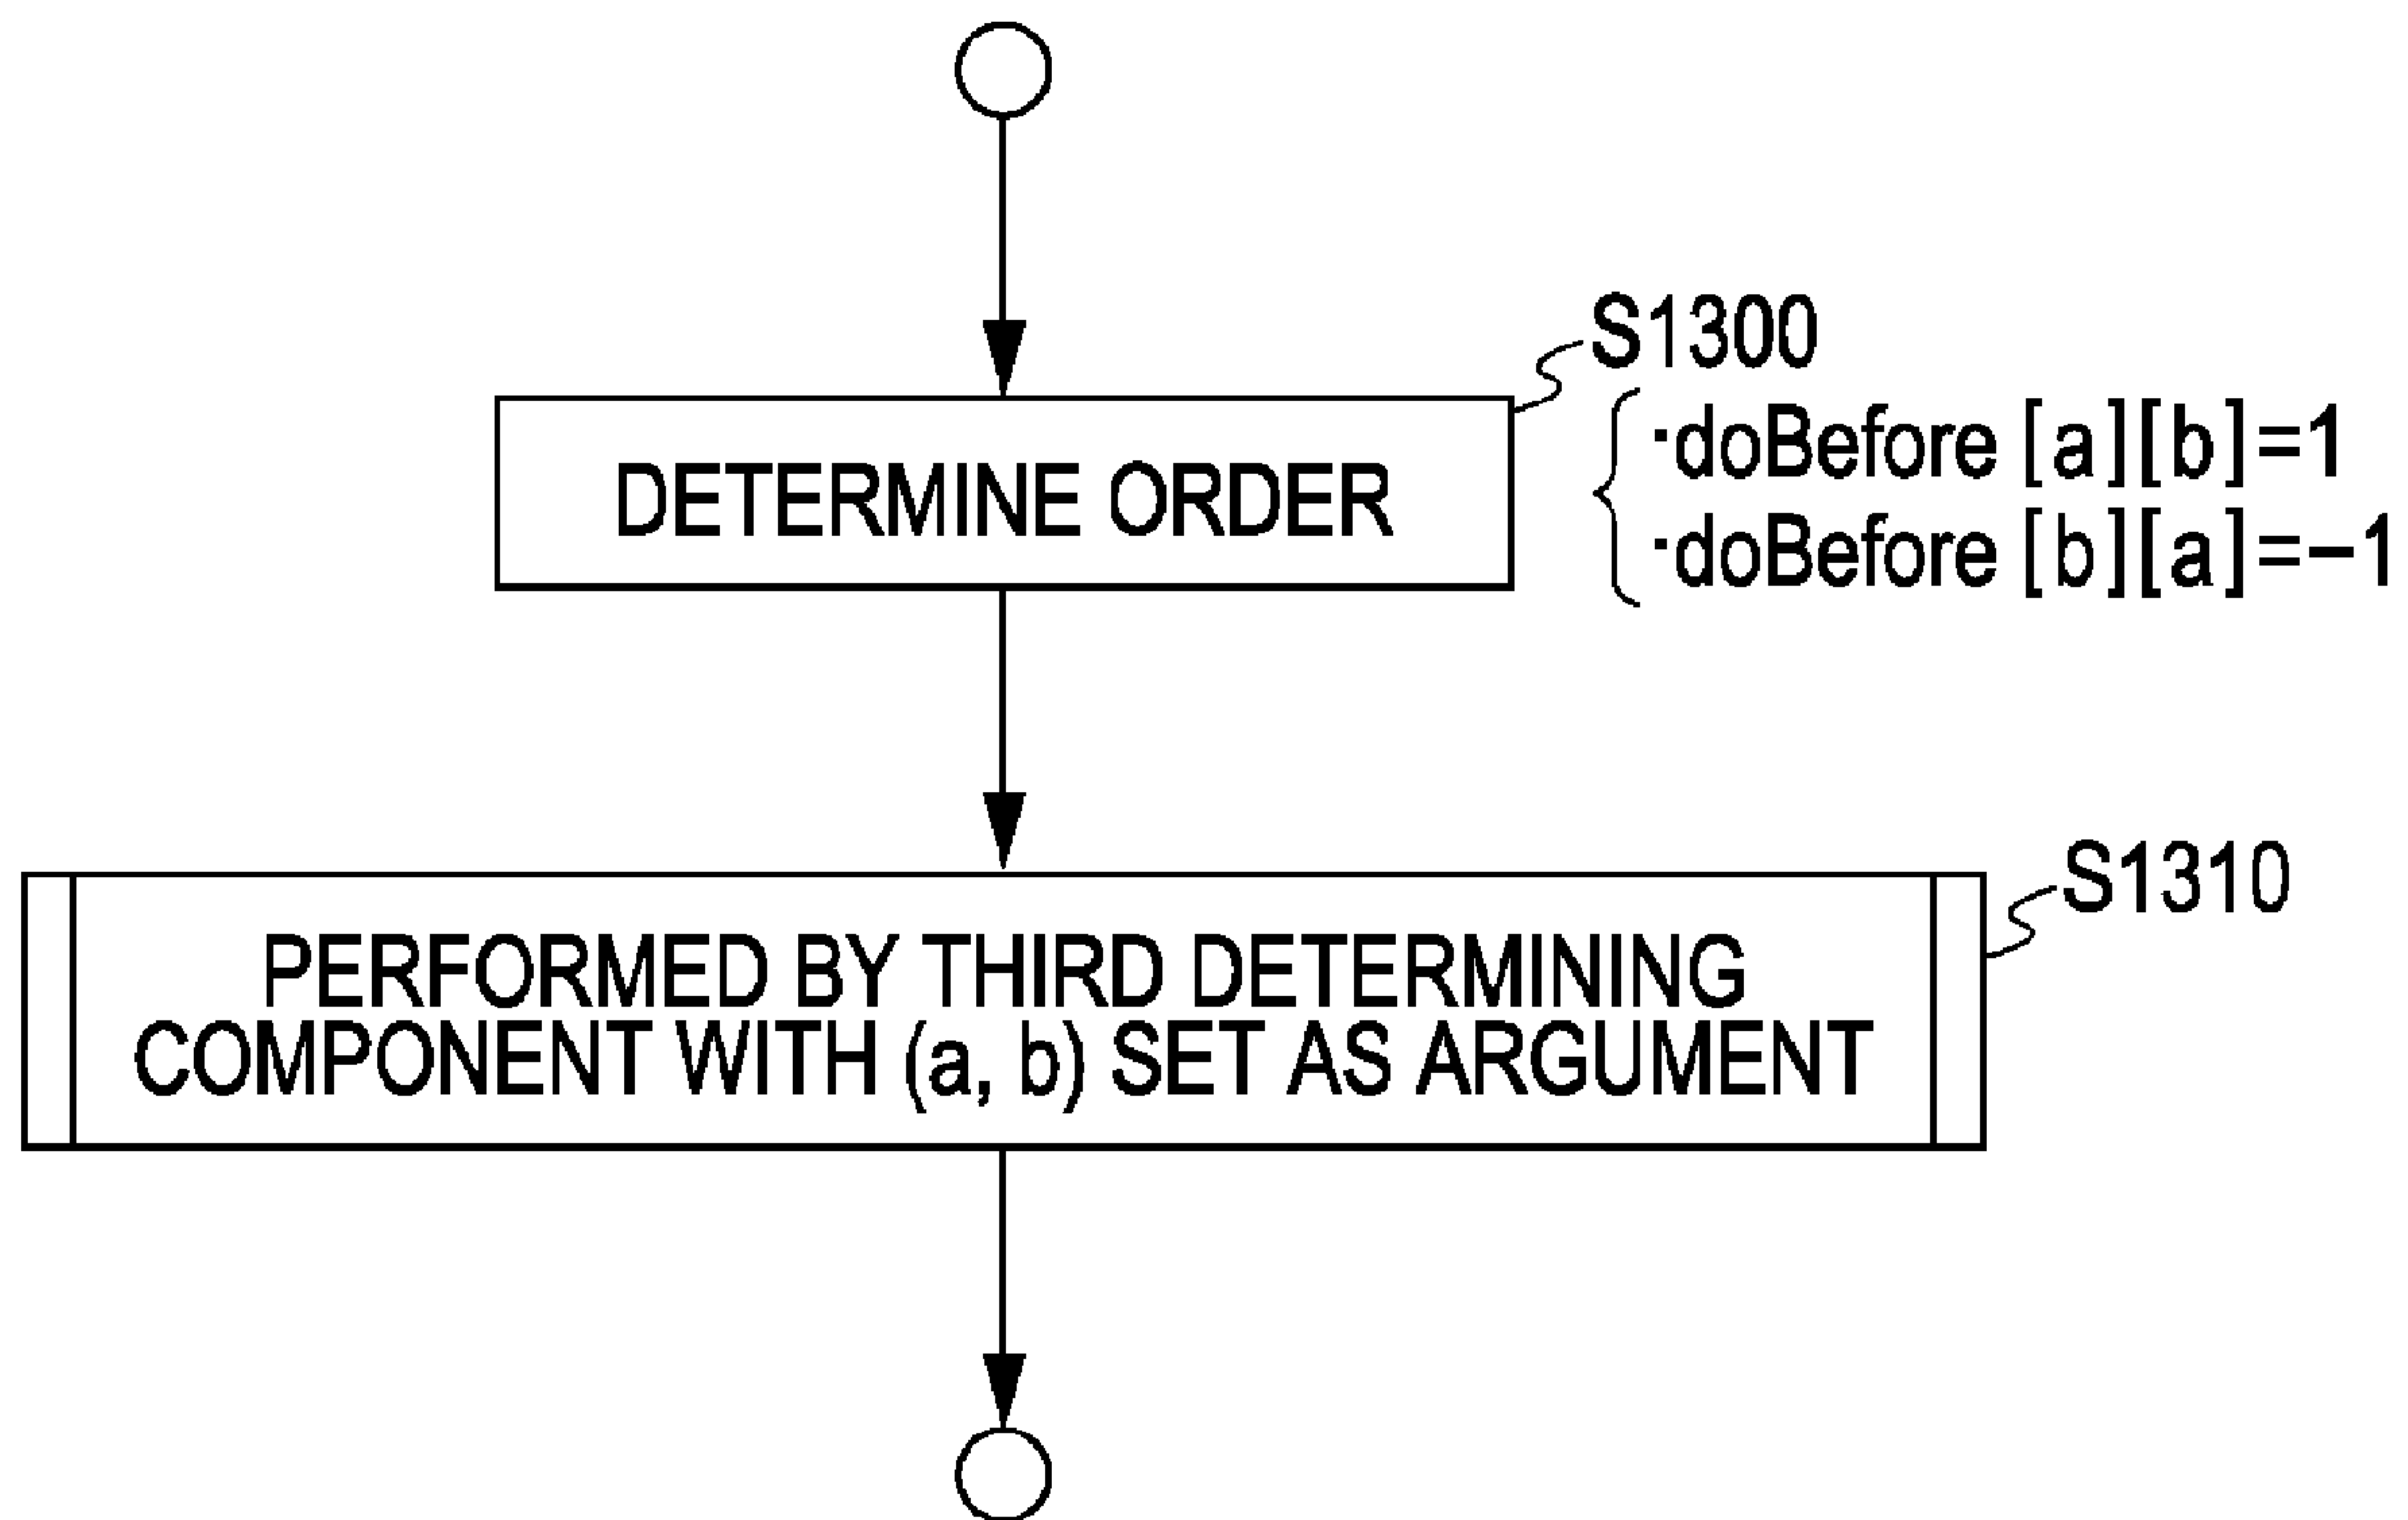 S1300
DETERMINE ORDER
·doBefore [a][b]=1
·doBefore [b][a]=−1
S1310
PERFORMED BY THIRD DETERMINING
COMPONENT WITH (a, b) SET AS ARGUMENT